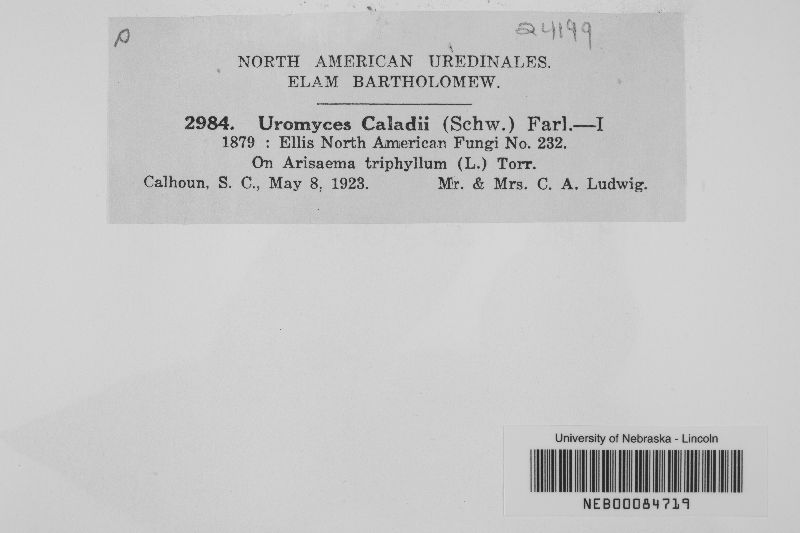 24199
NORTH AMERICAN UREDINALES.
ELAM BARTHOLOMEW.
2984. Uromyces Caladii (Schw.) Farl.—I
1879 : Ellis North American Fungi No. 232.
On Arisaema triphyllum (L.) Torr.
Calhoun, S. C., May 8, 1923. Mr. & Mrs. C. A. Ludwig.
University of Nebraska - Lincoln
NEB00084719